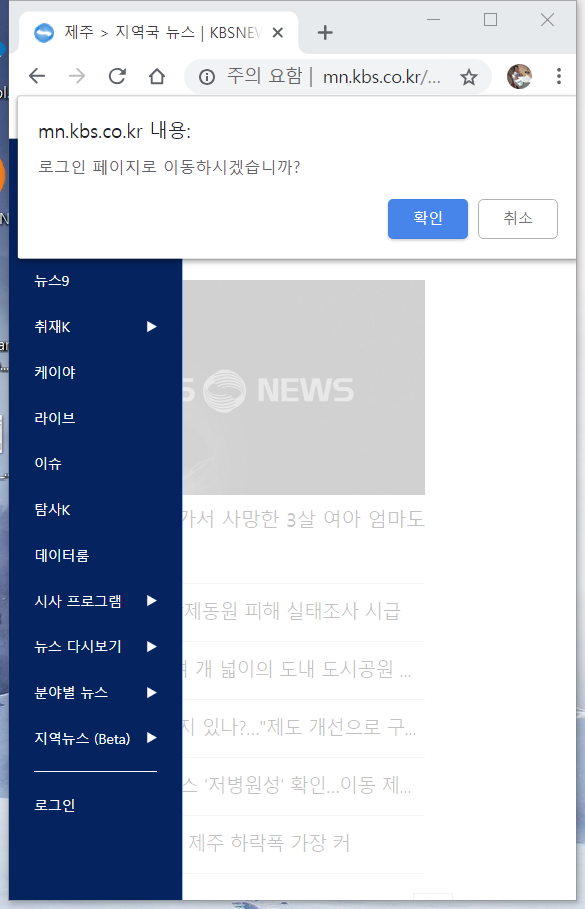 제주 > 지역국 뉴스 | KBSNEW
주의 요함 | mn.kbs.co.kr/...
mn.kbs.co.kr 내용:
로그인 페이지로 이동하시겠습니까?
확인 취소
뉴스9
취재K
케이야
라이브
이슈
탐사K
데이터룸
시사 프로그램
뉴스 다시보기
분야별 뉴스
지역뉴스 (Beta)
로그인
S NEWS
가서 사망한 3살 여아 엄마도
제동원 피해 실태조사 시급
개 넓이의 도내 도시공원 ...
지 있나?..."제도 개선으로 구...
스 '저병원성' 확인...이동 제...
제주 하락폭 가장 커